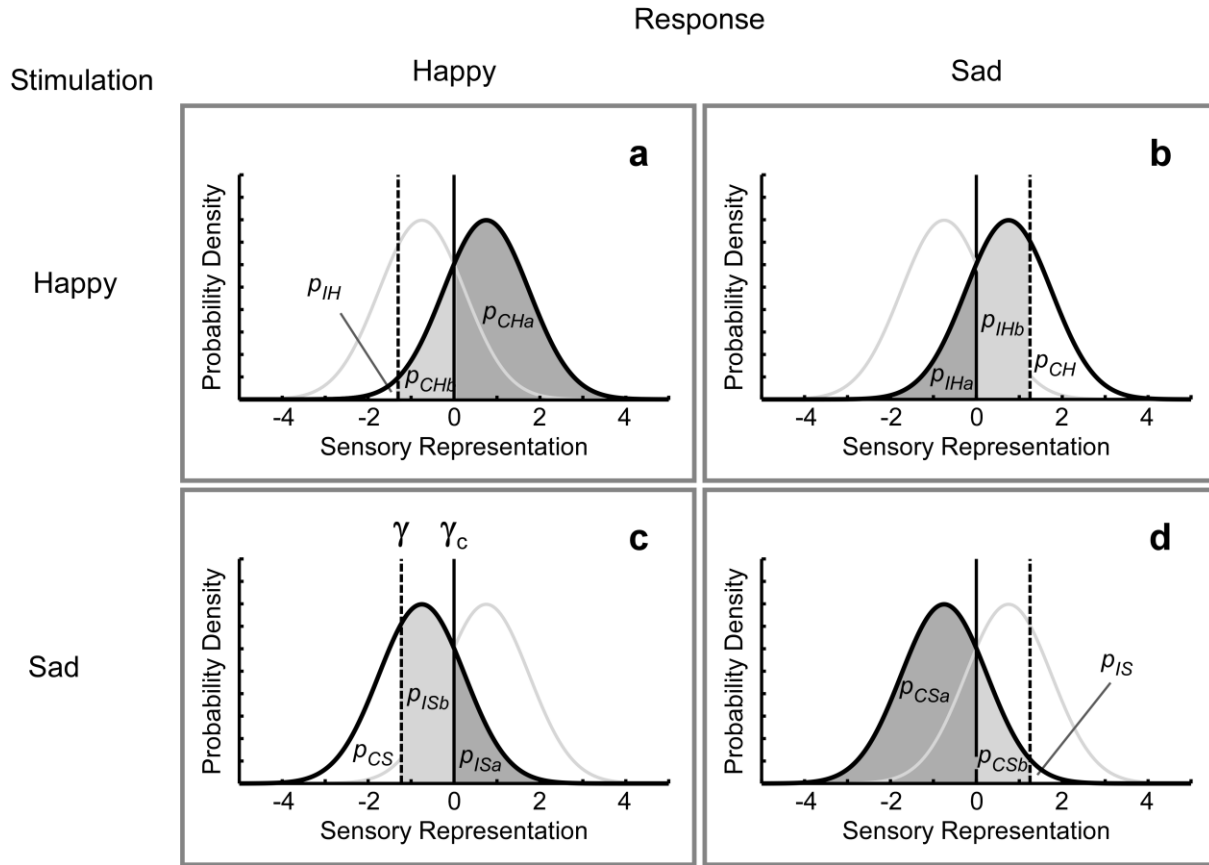 Response
Stimulation
Happy
Sad
Happy
a
Probability Density
p_IH
p_CHa
p_CHb
-4 -2 0 2 4
Sensory Representation
b
Probability Density
p_IHb
p_IHa
p_CH
-4 -2 0 2 4
Sensory Representation
Sad
γ γc
c
Probability Density
p_ISb
p_CS
p_ISa
-4 -2 0 2 4
Sensory Representation
d
Probability Density
p_CSa
p_IS
p_CSb
-4 -2 0 2 4
Sensory Representation